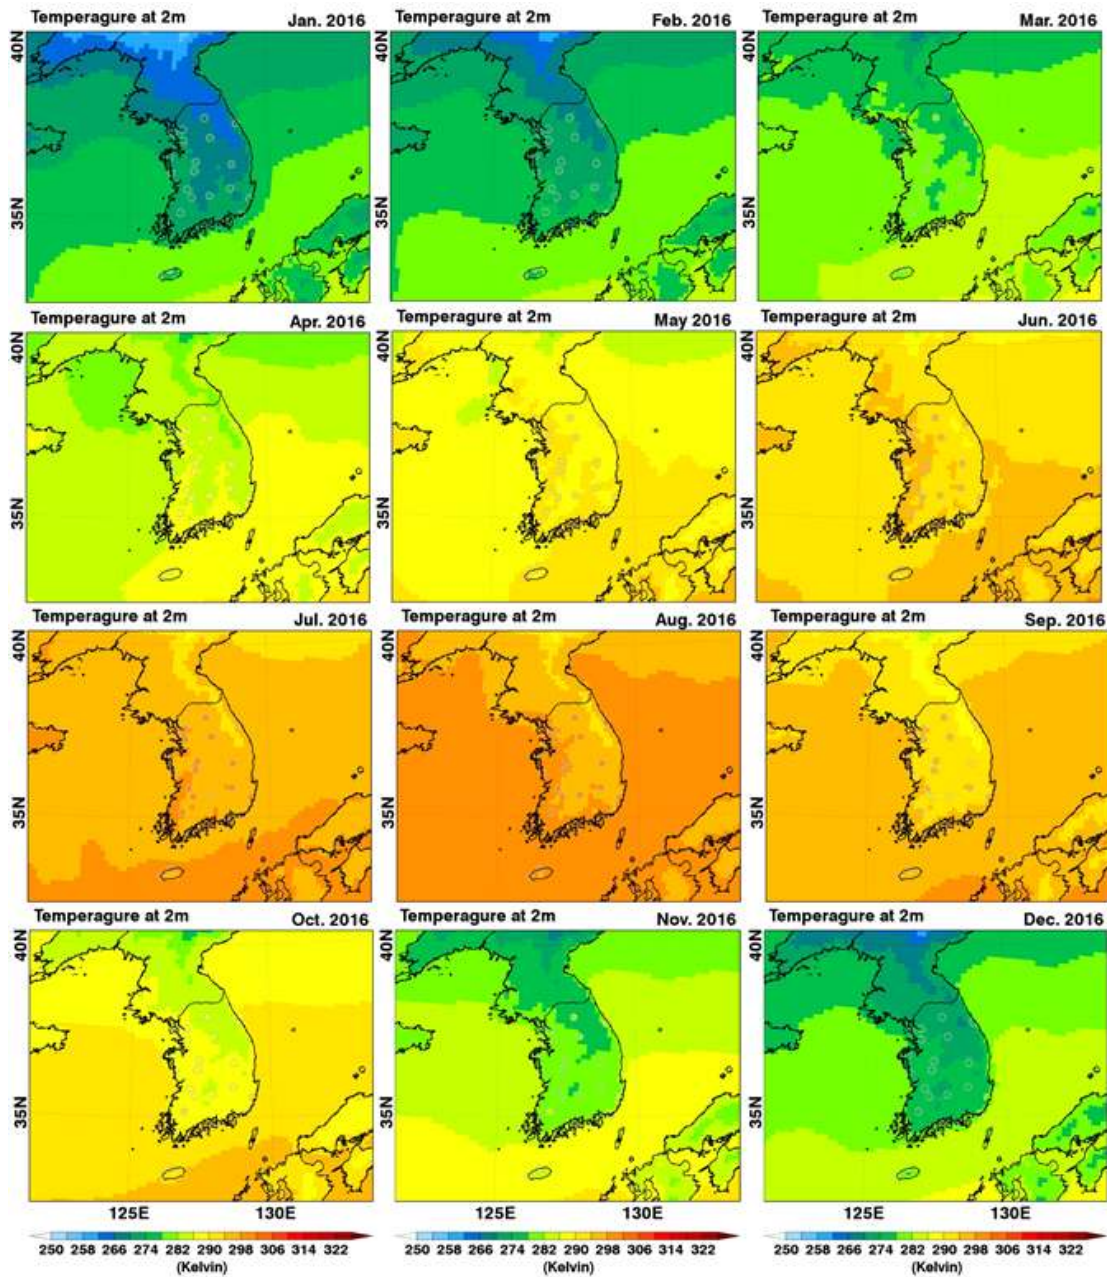 Temperagure at 2m Jan. 2016 Temperagure at 2m Feb. 2016 Temperagure at 2m Mar. 2016
40N 40N 40N
35N 35N 35N
Temperagure at 2m Apr. 2016 Temperagure at 2m May 2016 Temperagure at 2m Jun. 2016
40N 40N 40N
35N 35N 35N
Temperagure at 2m Jul. 2016 Temperagure at 2m Aug. 2016 Temperagure at 2m Sep. 2016
40N 40N 40N
35N 35N 35N
Temperagure at 2m Oct. 2016 Temperagure at 2m Nov. 2016 Temperagure at 2m Dec. 2016
40N 40N 40N
35N 35N 35N
125E 130E 125E 130E 125E 130E
250 258 266 274 282 290 298 306 314 322 250 258 266 274 282 290 298 306 314 322 250 258 266 274 282 290 298 306 314 322
(Kelvin) (Kelvin) (Kelvin)